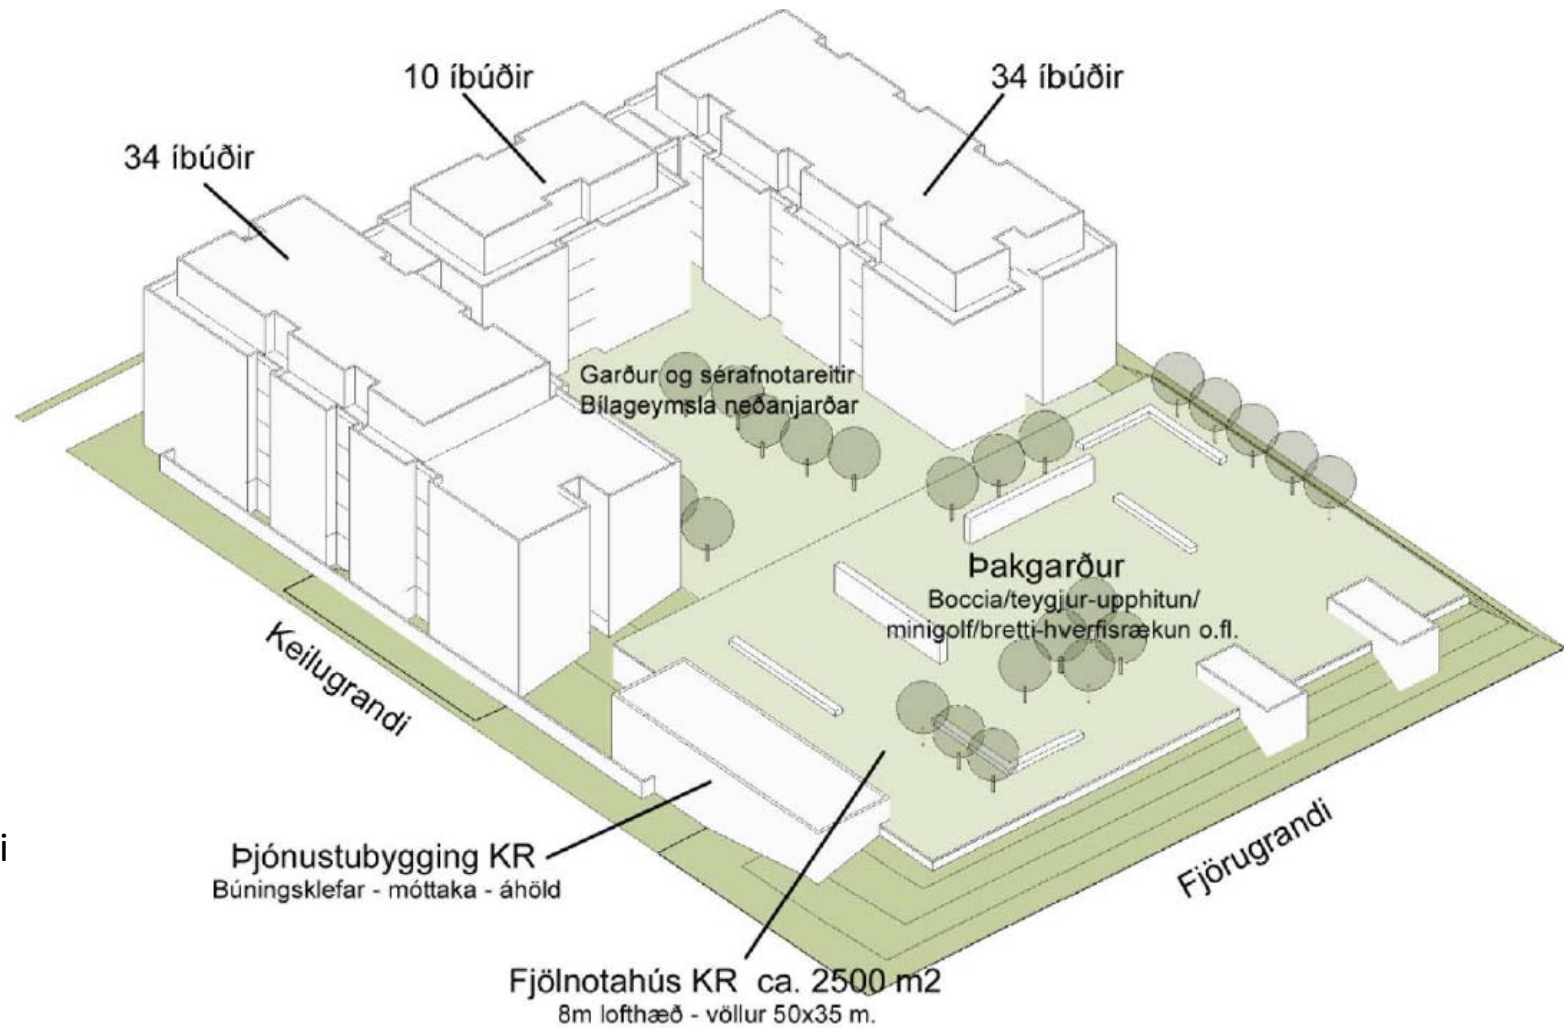 10 íbúðir
34 íbúðir
34 íbúðir
Garður og sérafnotareitir
Bílageymsla neðanjarðar
Þakgarður
Boccia/teygjur-upphitun/
minigolf/bretti-hverfisrækun o.fl.
Keilugrandi
i
Þjónustubygging KR
Búningsklefar - móttaka - áhöld
Fjörugrandi
Fjölnotahús KR ca. 2500 m2
8m lofthæð - völlur 50x35 m.